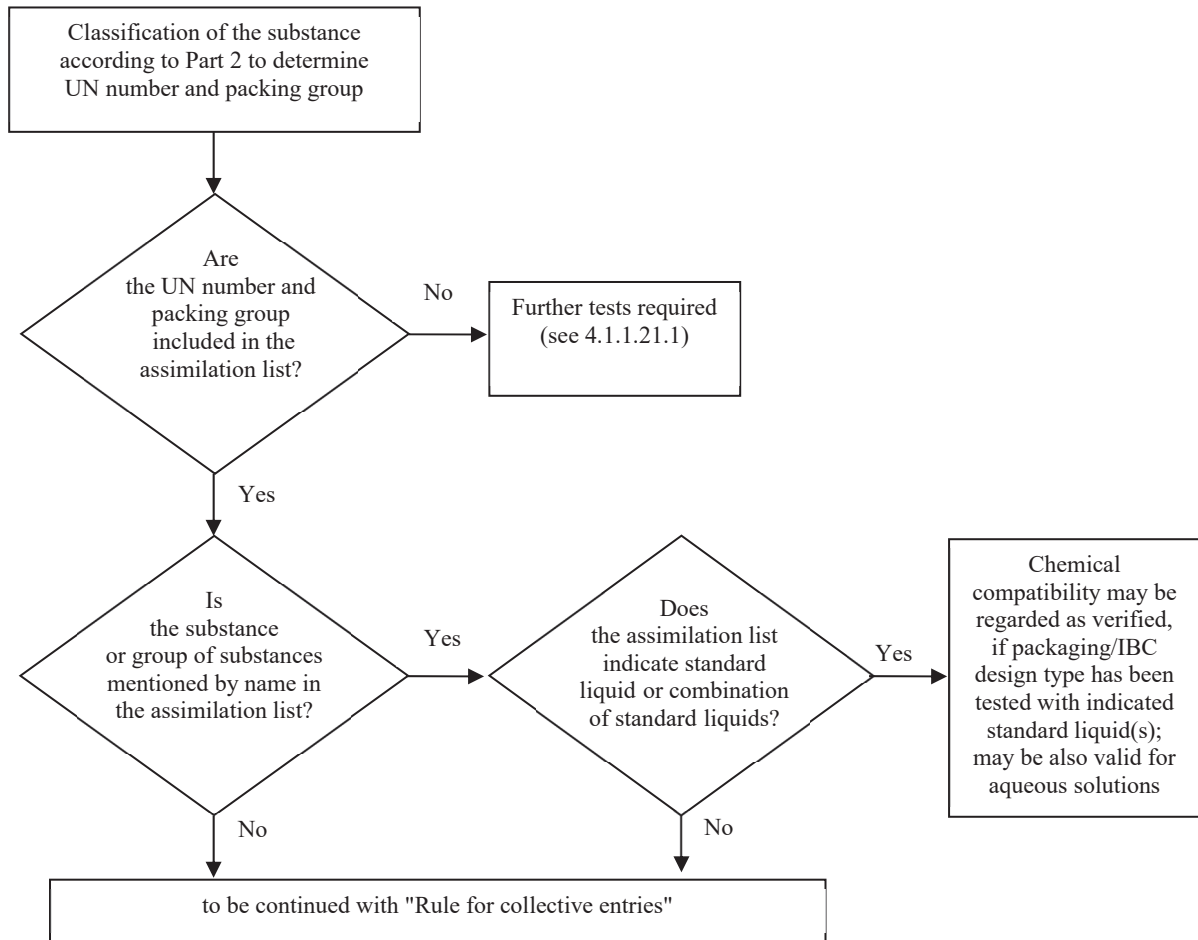 Classification of the substance
according to Part 2 to determine
UN number and packing group
Are
the UN number and
packing group
included in the
assimilation list?
No
Further tests required
(see 4.1.1.21.1)
Yes
Is
the substance
or group of substances
mentioned by name in
the assimilation list?
Yes
Does
the assimilation list
indicate standard
liquid or combination
of standard liquids?
Yes
Chemical
compatibility may be
regarded as verified,
if packaging/IBC
design type has been
tested with indicated
standard liquid(s);
may be also valid for
aqueous solutions
No
No
to be continued with "Rule for collective entries"